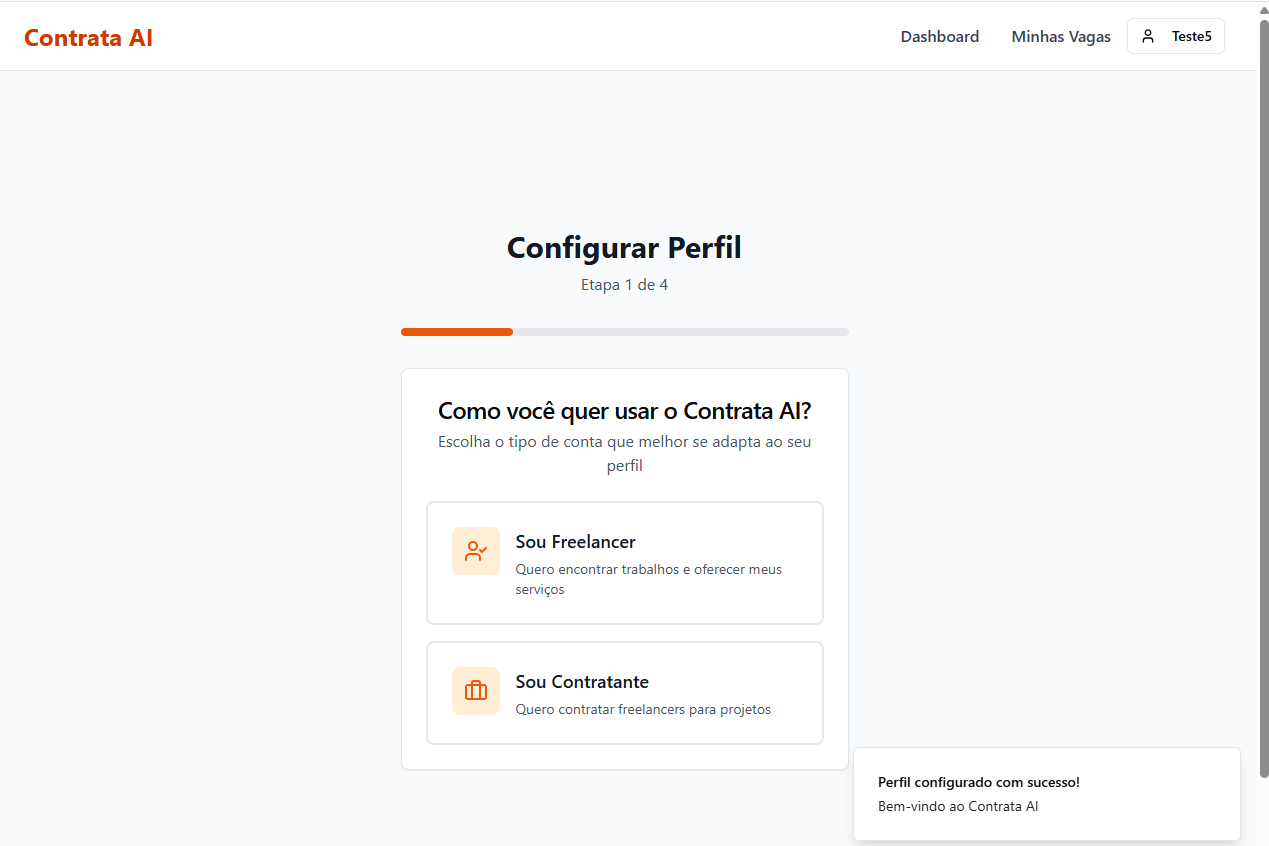 Contrata AI
Dashboard
Minhas Vagas
Teste5
Configurar Perfil
Etapa 1 de 4
Como você quer usar o Contrata AI?
Escolha o tipo de conta que melhor se adapta ao seu
perfil
Sou Freelancer
Quero encontrar trabalhos e oferecer meus
serviços
Sou Contratante
Quero contratar freelancers para projetos
Perfil configurado com sucesso!
Bem-vindo ao Contrata AI